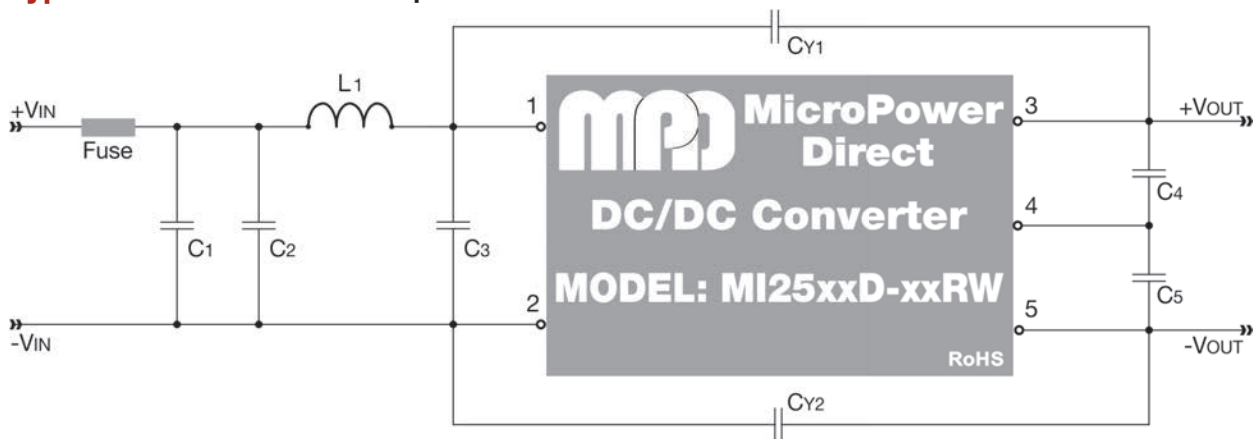 CY1
L1
+VIN
Fuse
C1
C2
C3
-VIN
1
2
MPD
MicroPower
Direct
DC/DC Converter
MODEL: MI25xxD-xxRW
RoHS
3
4
5
+VOUT
C4
C5
-VOUT
CY2